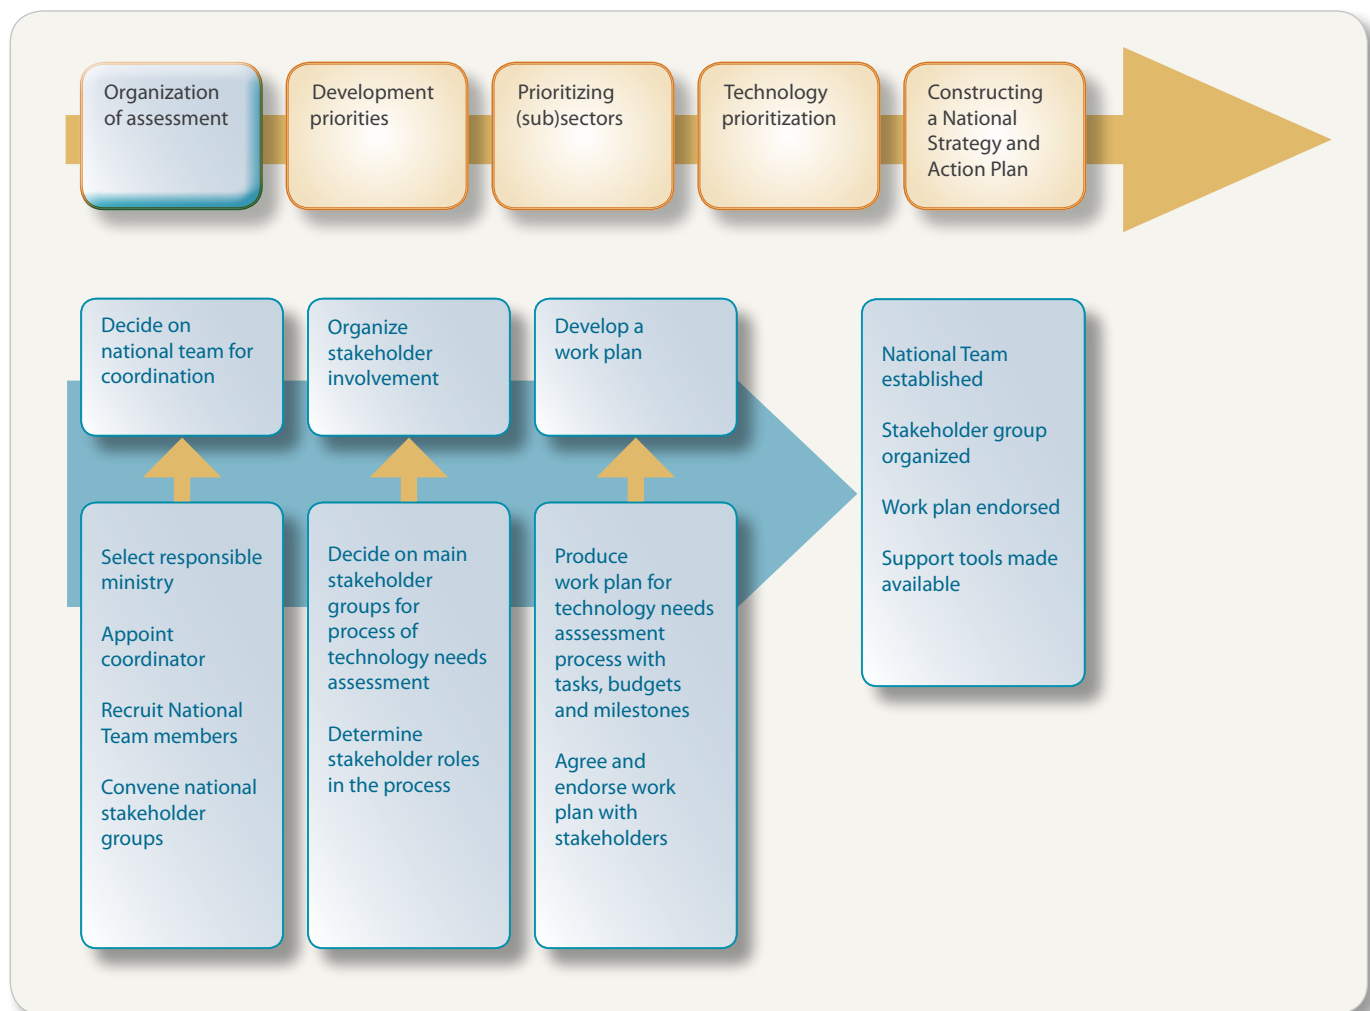 Organization
of assessment
Development
priorities
Prioritizing
(sub)sectors
Technology
prioritization
Constructing
a National
Strategy and
Action Plan
Decide on
national team for
coordination
Organize
stakeholder
involvement
Develop a
work plan
National Team
established
Stakeholder group
organized
Work plan endorsed
Support tools made
available
Select responsible
ministry
Appoint
coordinator
Recruit National
Team members
Convene national
stakeholder
groups
Decide on main
stakeholder
groups for
process of
technology needs
assessment
Determine
stakeholder roles
in the process
Produce
work plan for
technology needs
asssessment
process with
tasks, budgets
and milestones
Agree and
endorse work
plan with
stakeholders